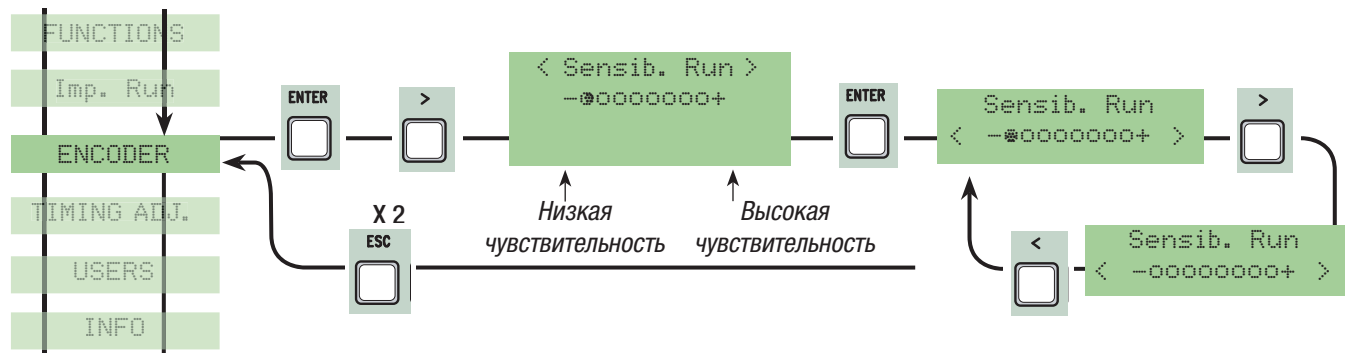 FUNCTIONS
Imp. Run
ENCODER
TIMING ADJ.
USERS
INFO
ENTER
>
< Sensib. Run >
-●ooooooo+
Низкая
чувствительность
Высокая
чувствительность
ENTER
Sensib. Run
< -●ooooooo+ >
>
Sensib. Run
< -oooooooo+ >
<
X 2
ESC